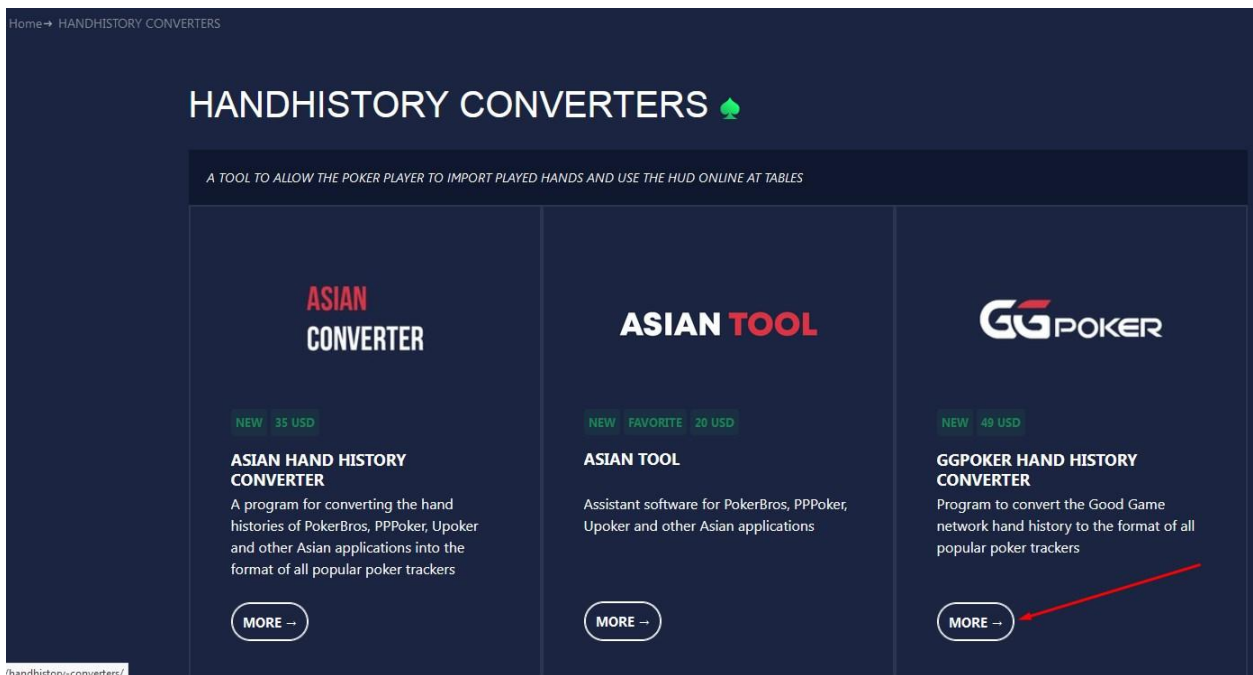 Home→ HANDHISTORY CONVERTERS
HANDHISTORY CONVERTERS
A TOOL TO ALLOW THE POKER PLAYER TO IMPORT PLAYED HANDS AND USE THE HUD ONLINE AT TABLES
ASIAN
CONVERTER
NEW 35 USD
ASIAN HAND HISTORY
CONVERTER
A program for converting the hand
histories of PokerBros, PPPoker, Upoker
and other Asian applications into the
format of all popular poker trackers
MORE →
ASIAN TOOL
NEW FAVORITE 20 USD
ASIAN TOOL
Assistant software for PokerBros, PPPoker,
Upoker and other Asian applications
MORE →
GGPOKER
NEW 49 USD
GGPOKER HAND HISTORY
CONVERTER
Program to convert the Good Game
network hand history to the format of all
popular poker trackers
MORE →
/handhistory-converters/